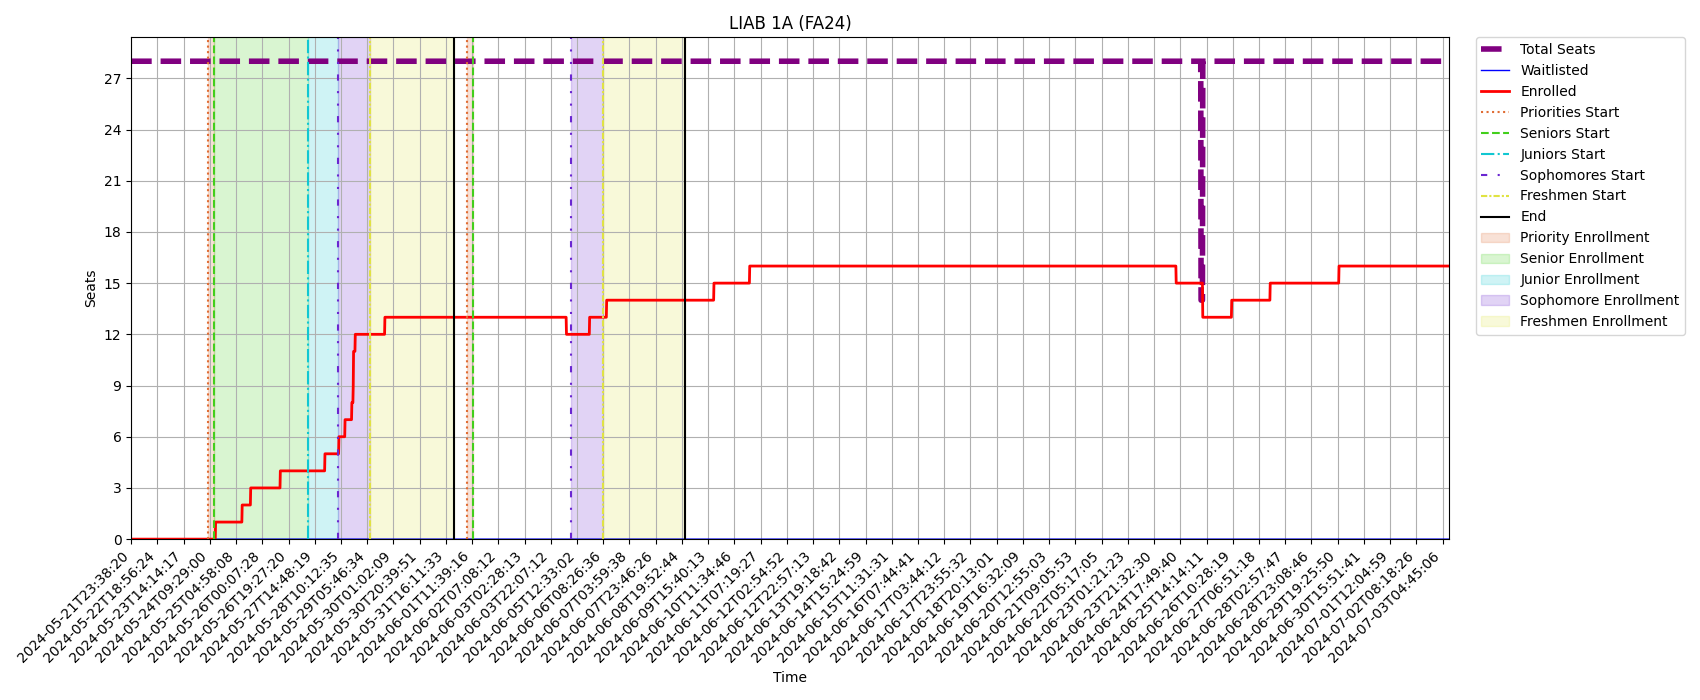 LIAB 1A (FA24)
Seats
27
24
21
18
15
12
9
6
3
0
2024-05-21T23:38:20
2024-05-22T18:56:24
2024-05-23T14:14:17
2024-05-24T09:29:00
2024-05-25T04:58:08
2024-05-26T00:07:28
2024-05-26T19:27:20
2024-05-27T14:48:19
2024-05-28T10:12:35
2024-05-29T05:46:34
2024-05-30T01:02:09
2024-05-30T20:39:51
2024-05-31T16:11:33
2024-06-01T11:39:16
2024-06-02T07:08:12
2024-06-03T02:28:13
2024-06-03T22:07:12
2024-06-05T12:33:02
2024-06-06T08:26:36
2024-06-07T03:59:38
2024-06-07T23:46:26
2024-06-08T19:52:44
2024-06-09T15:40:13
2024-06-10T11:34:46
2024-06-11T07:19:27
2024-06-12T02:54:52
2024-06-12T22:57:13
2024-06-13T19:18:42
2024-06-14T15:24:59
2024-06-15T11:31:31
2024-06-16T07:44:41
2024-06-17T03:44:12
2024-06-17T23:55:32
2024-06-18T20:13:01
2024-06-19T16:32:09
2024-06-20T12:55:03
2024-06-21T09:05:53
2024-06-22T05:17:05
2024-06-23T01:21:23
2024-06-23T21:32:30
2024-06-24T17:49:40
2024-06-25T14:14:11
2024-06-26T10:28:19
2024-06-27T06:51:18
2024-06-28T02:57:47
2024-06-28T23:08:46
2024-06-29T19:25:50
2024-06-30T15:51:41
2024-07-01T12:04:59
2024-07-02T08:18:26
2024-07-03T04:45:06
Time
Total Seats
Waitlisted
Enrolled
Priorities Start
Seniors Start
Juniors Start
Sophomores Start
Freshmen Start
End
Priority Enrollment
Senior Enrollment
Junior Enrollment
Sophomore Enrollment
Freshmen Enrollment